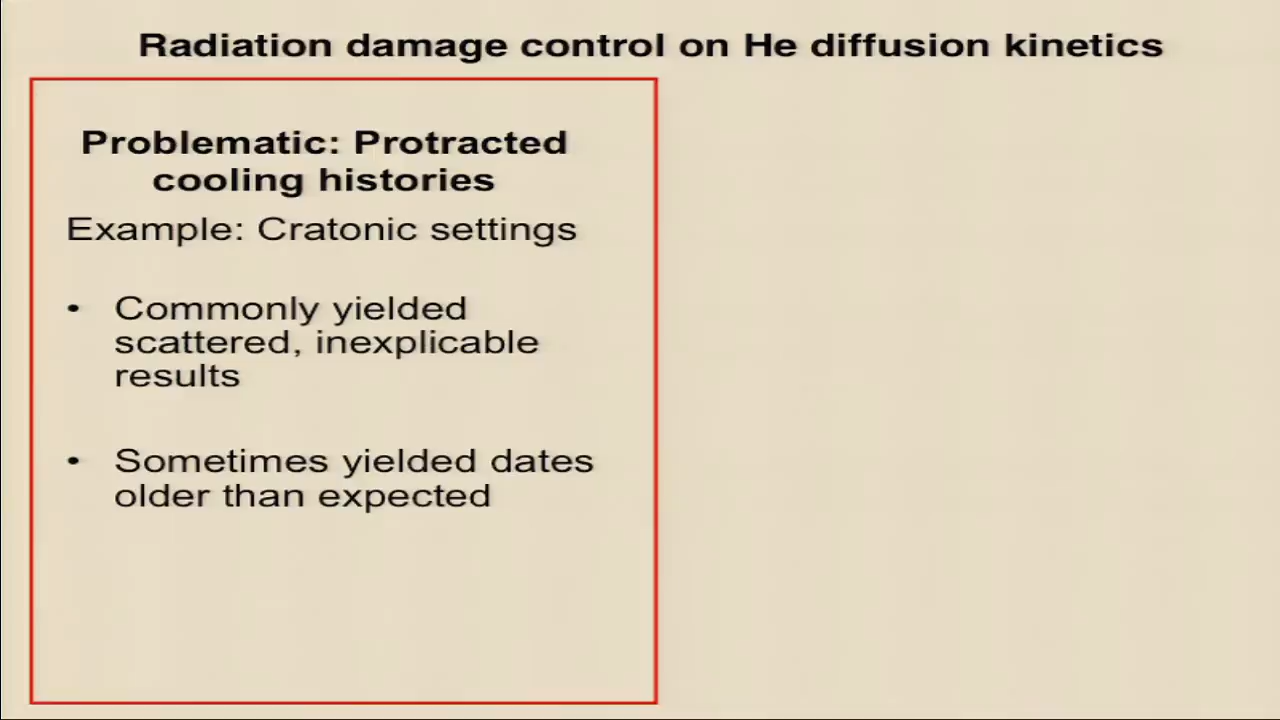 Radiation damage control on He diffusion kinetics
Problematic: Protracted
cooling histories
Example: Cratonic settings
• Commonly yielded
scattered, inexplicable
results
• Sometimes yielded dates
older than expected